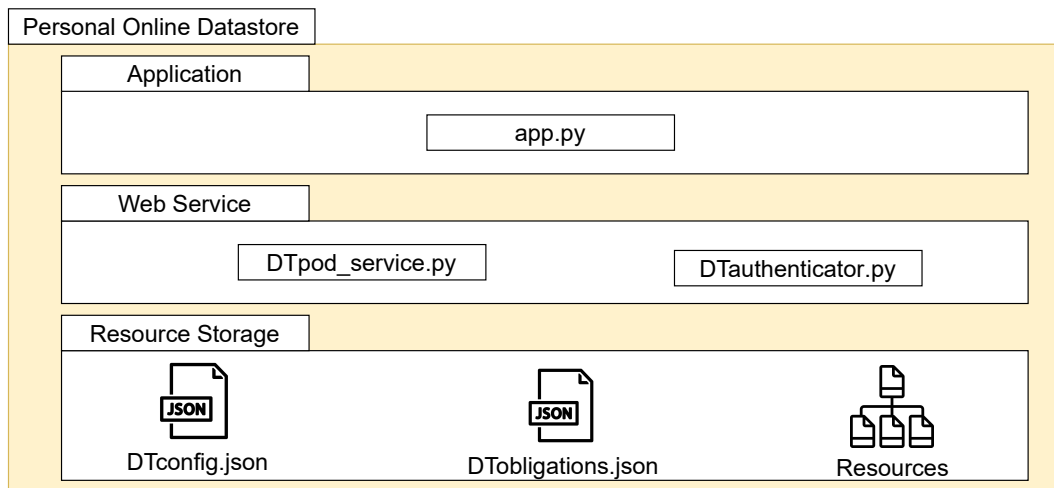 Personal Online Datastore
Application
app.py
Web Service
DTpod_service.py
DTauthenticator.py
Resource Storage
JSON
JSON
DTconfig.json
DTobligations.json
Resources